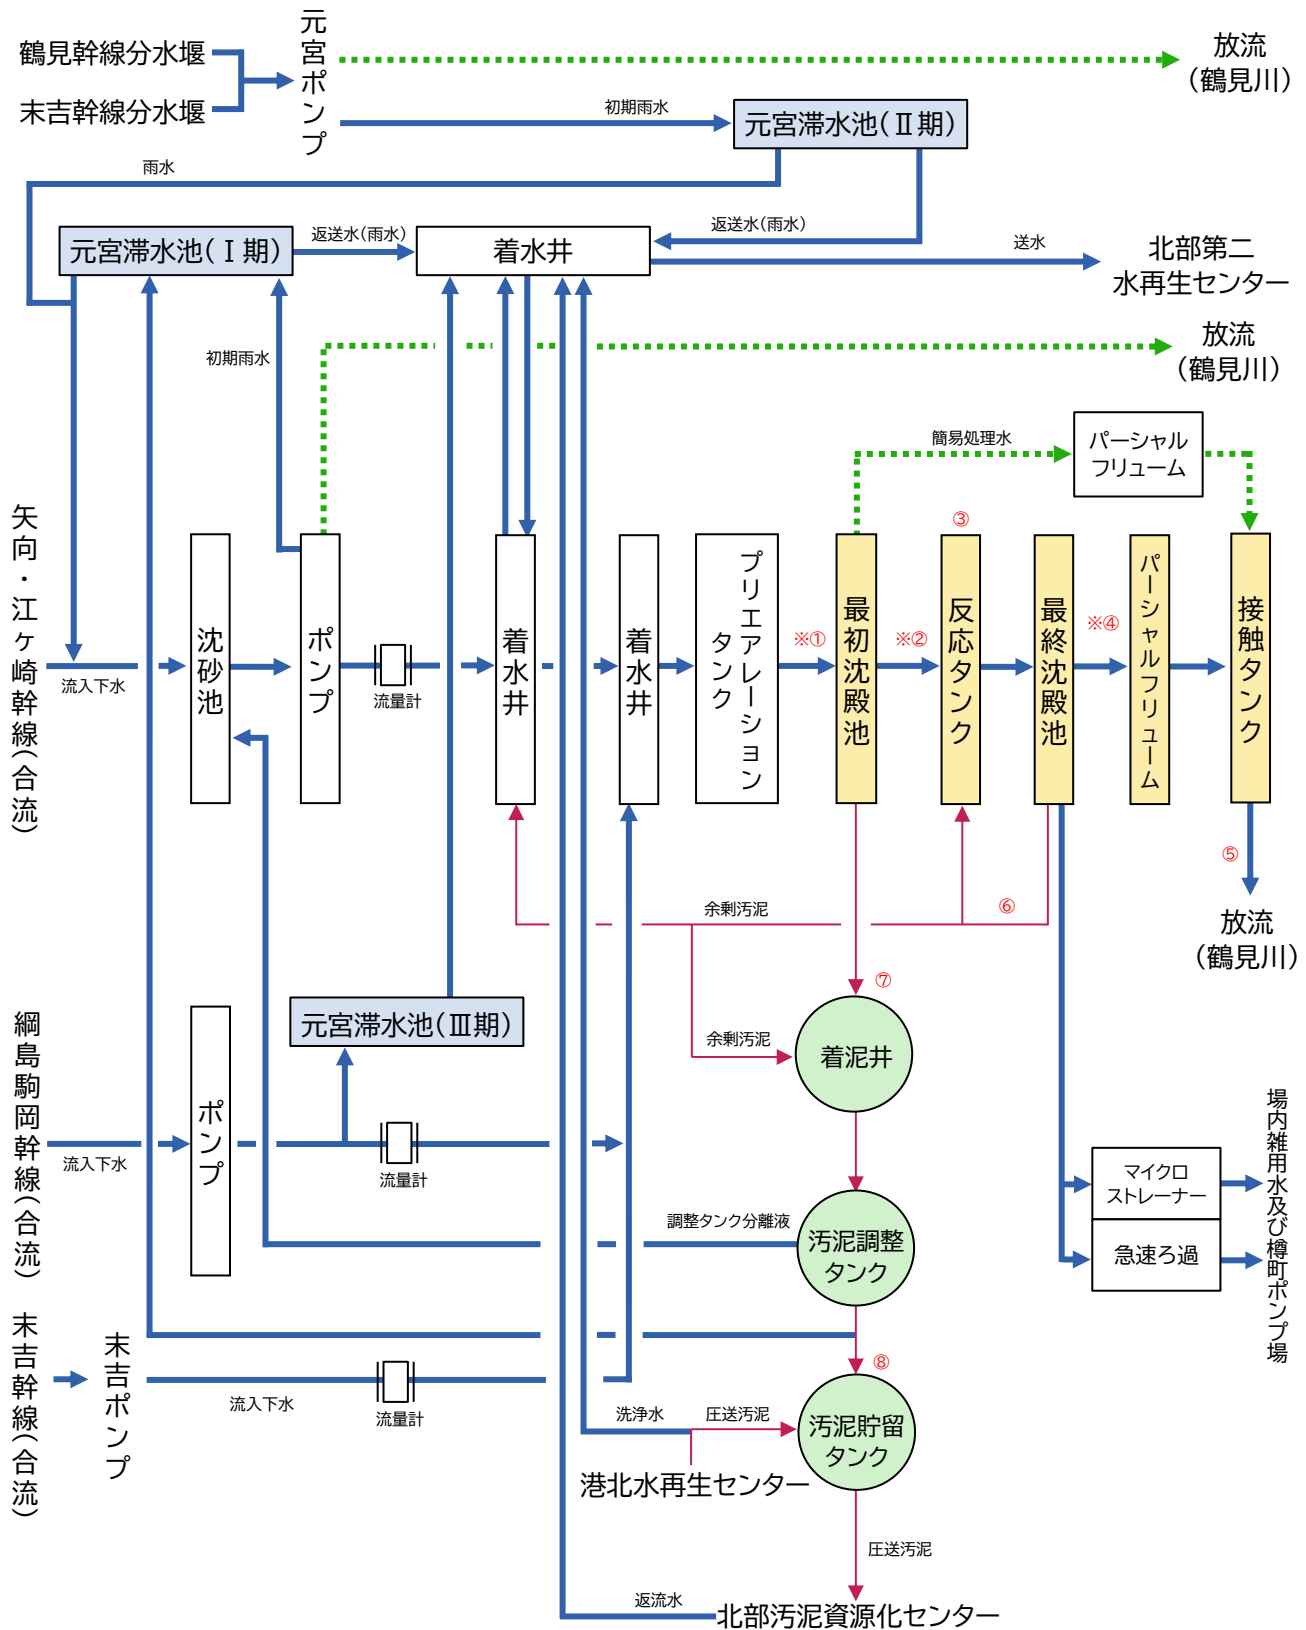 鶴見幹線分水堰
末吉幹線分水堰
元宮ポンプ
放流
（鶴見川）
初期雨水
元宮滞水池（Ⅱ期）
雨水
元宮滞水池（Ⅰ期）
返送水（雨水）
着水井
返送水（雨水）
送水
北部第二
水再生センター
初期雨水
放流
（鶴見川）
簡易処理水
パーシャル
フリューム
矢向・江ヶ崎幹線（合流）
流入下水
沈砂池
ポンプ
流量計
着水井
着水井
プリエアレーション
タンク
※①
最初沈殿池
※②
③
反応タンク
最終沈殿池
※④
パーシャルフリューム
接触タンク
⑤
放流
（鶴見川）
余剰汚泥
⑥
⑦
綱島駒岡幹線（合流）
流入下水
ポンプ
元宮滞水池（Ⅲ期）
流量計
余剰汚泥
着泥井
調整タンク分離液
汚泥調整
タンク
マイクロ
ストレーナー
急速ろ過
場内雑用水及び樽町ポンプ場
末吉幹線（合流）
末吉ポンプ
流入下水
流量計
⑧
洗浄水
圧送汚泥
汚泥貯留
タンク
港北水再生センター
圧送汚泥
返流水
北部汚泥資源化センター